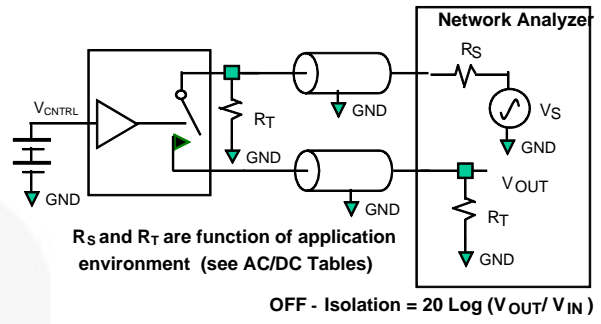 Network Analyzer
RS
VCNTRL
RT
GND
VS
GND
GND
GND
VOUT
GND
GND
RT
RS and RT are function of application
environment (see AC/DC Tables)
GND
OFF - Isolation = 20 Log (VOUT/ VIN )